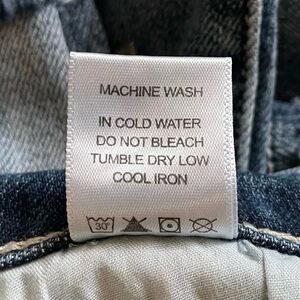 MACHINE WASH
IN COLD WATER
DO NOT BLEACH
TUMBLE DRY LOW
COOL IRON
30°